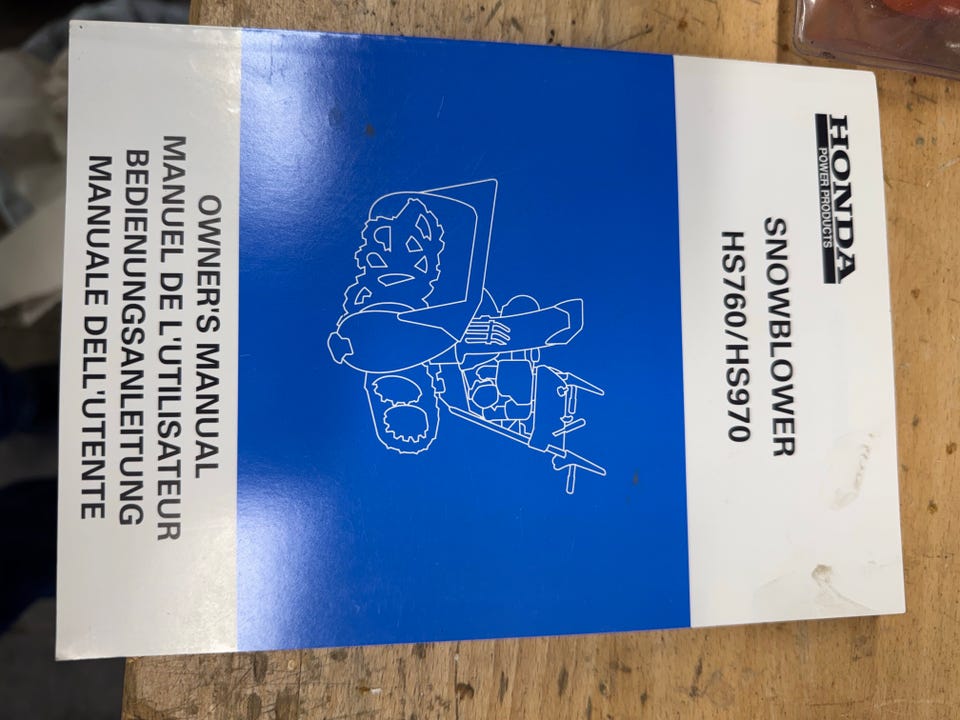 HONDA
POWER PRODUCTS
SNOWBLOWER
HS760/HS970
OWNER'S MANUAL
MANUEL DE L'UTILISATEUR
BEDIENUNGSANLEITUNG
MANUALE DELL'UTENTE